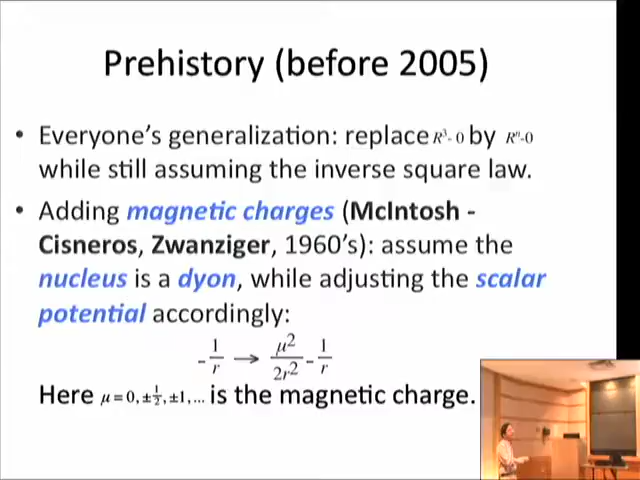 Prehistory (before 2005)
• Everyone's generalization: replace R³- 0 by Rⁿ-0
while still assuming the inverse square law.
• Adding magnetic charges (McIntosh -
Cisneros, Zwanziger, 1960's): assume the
nucleus is a dyon, while adjusting the scalar
potential accordingly:
-1/r → μ²/2r² - 1/r
Here μ = 0, ±1/2, ±1, ... is the magnetic charge.